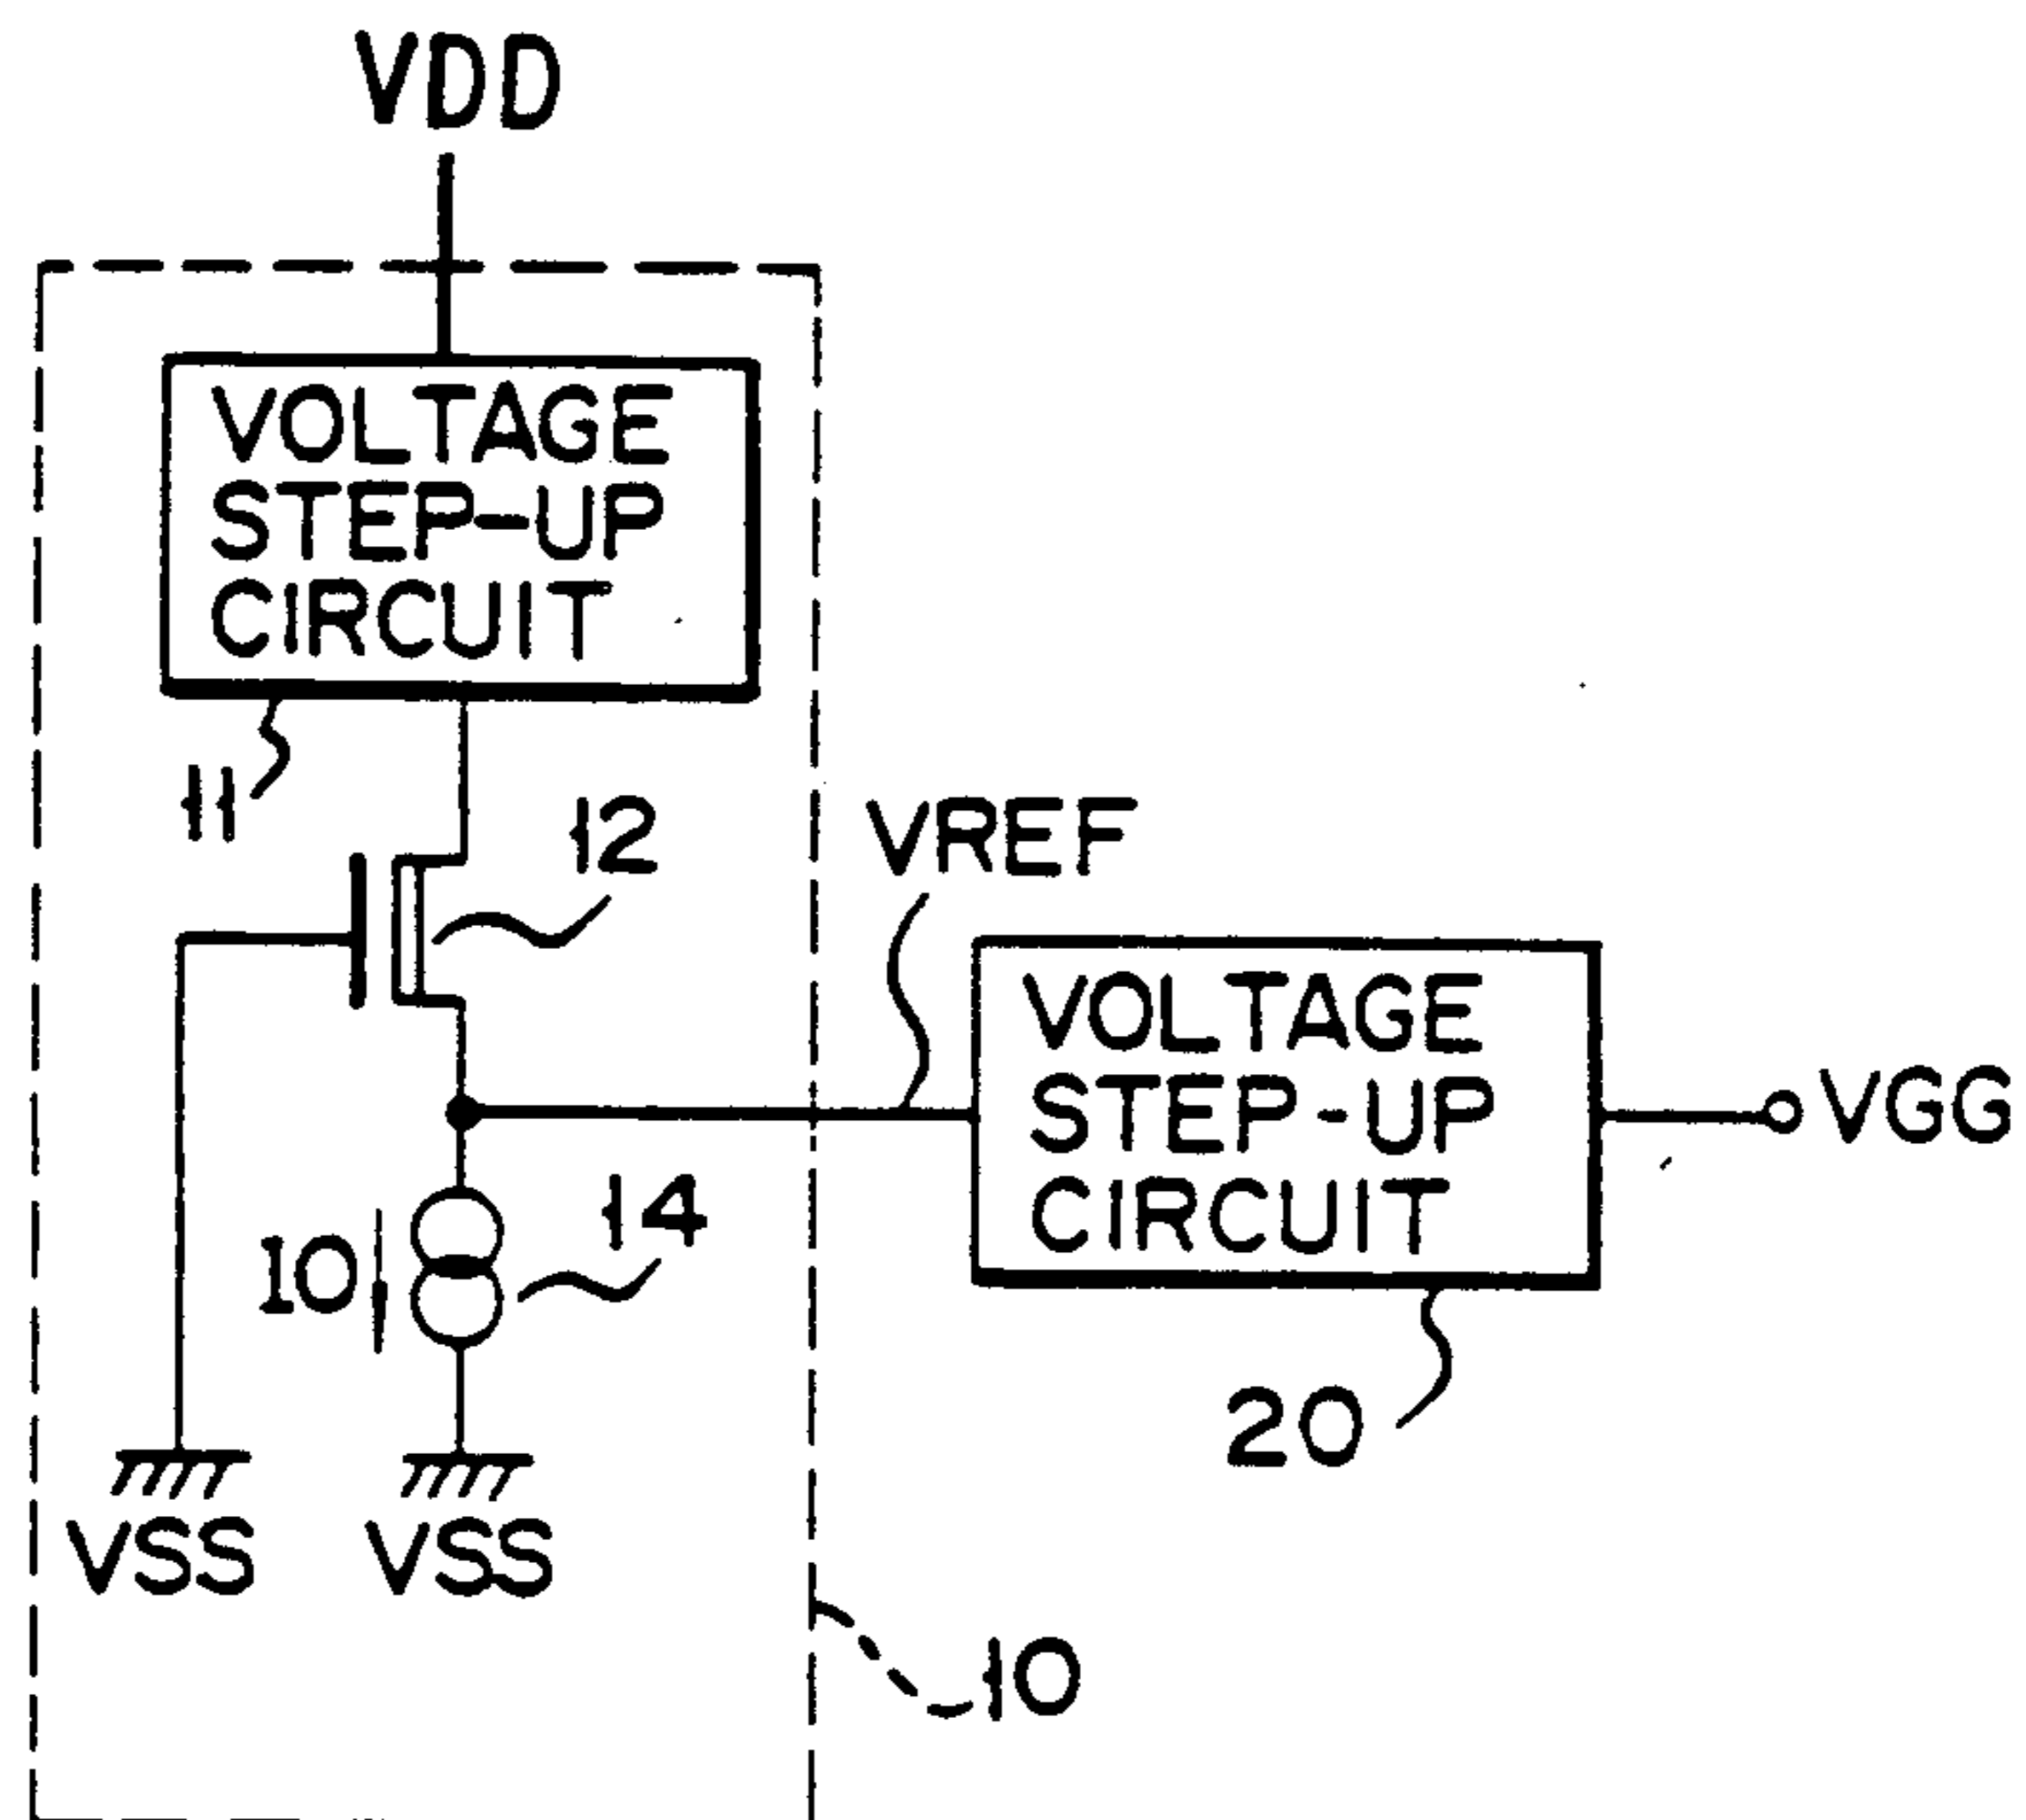 VDD
VOLTAGE
STEP-UP
CIRCUIT
11
12
VREF
VOLTAGE
STEP-UP
CIRCUIT
VGG
14
I0
20
VSS
VSS
10